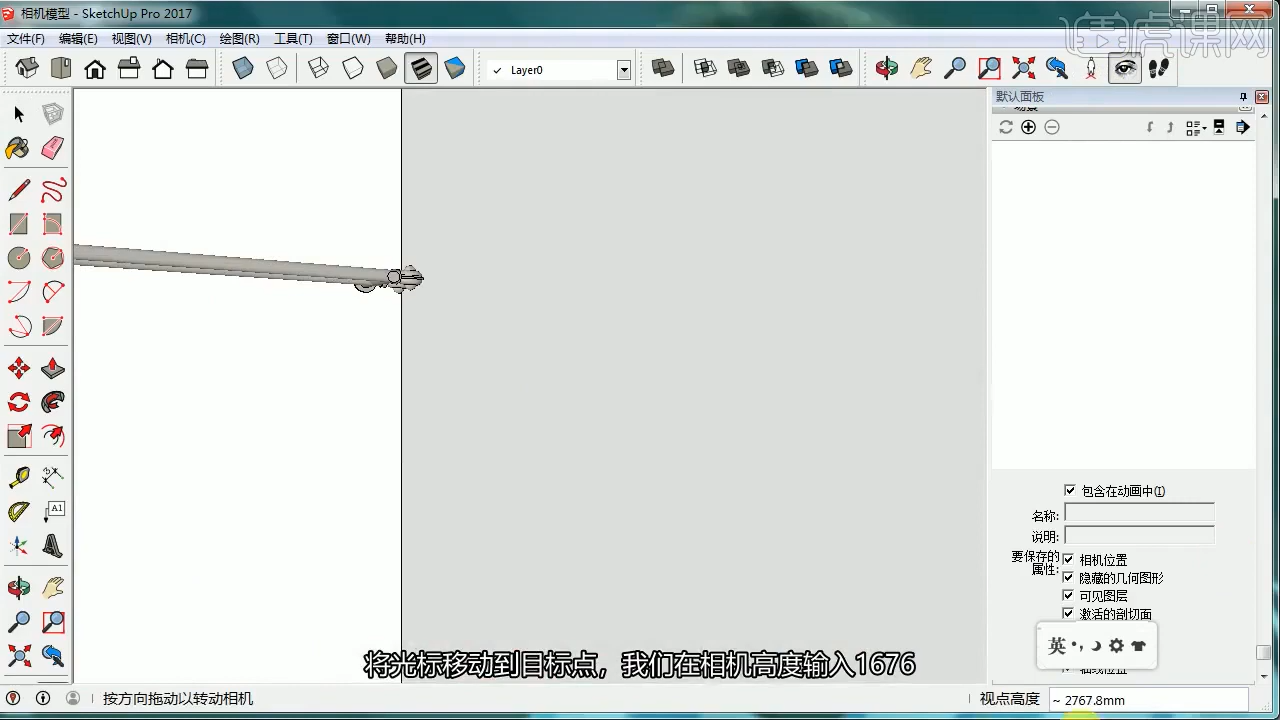 相机模型 - SketchUp Pro 2017
虎课网
文件(F) 编辑(E) 视图(V) 相机(C) 绘图(R) 工具(T) 窗口(W) 帮助(H)
Layer0
默认面板
A1
包含在动画中(I)
名称:
说明:
要保存的
属性:
相机位置
隐藏的几何图形
可见图层
激活的剖切面
英
将光标移动到目标点，我们在相机高度输入1676
按方向拖动以转动相机
视点高度
~ 2767.8mm